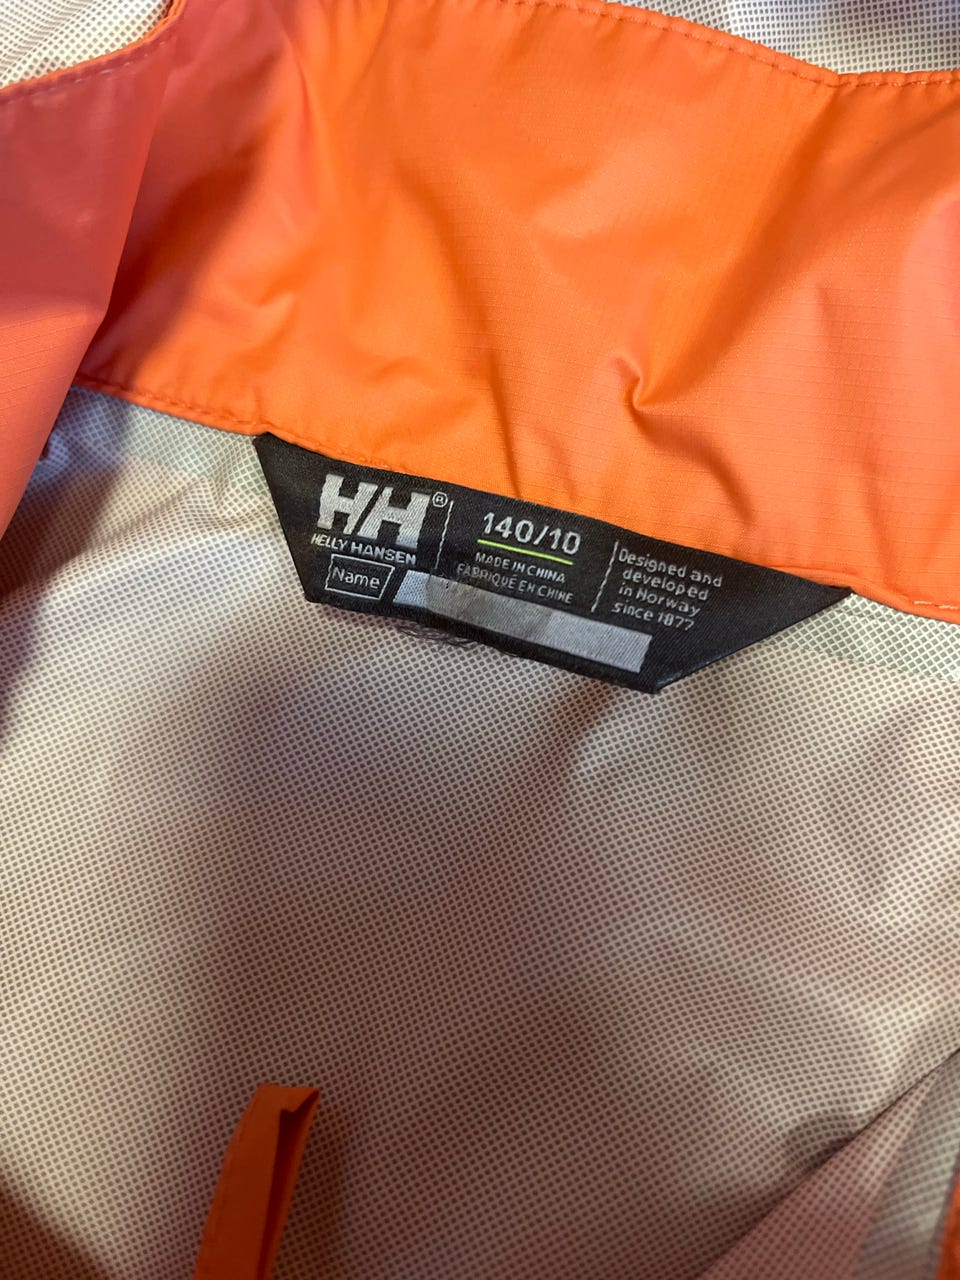 HH®
HELLY HANSEN
Name
140/10
MADE IN CHINA
FABRIQUÉ EN CHINE
Designed and
developed
in Norway
since 1877